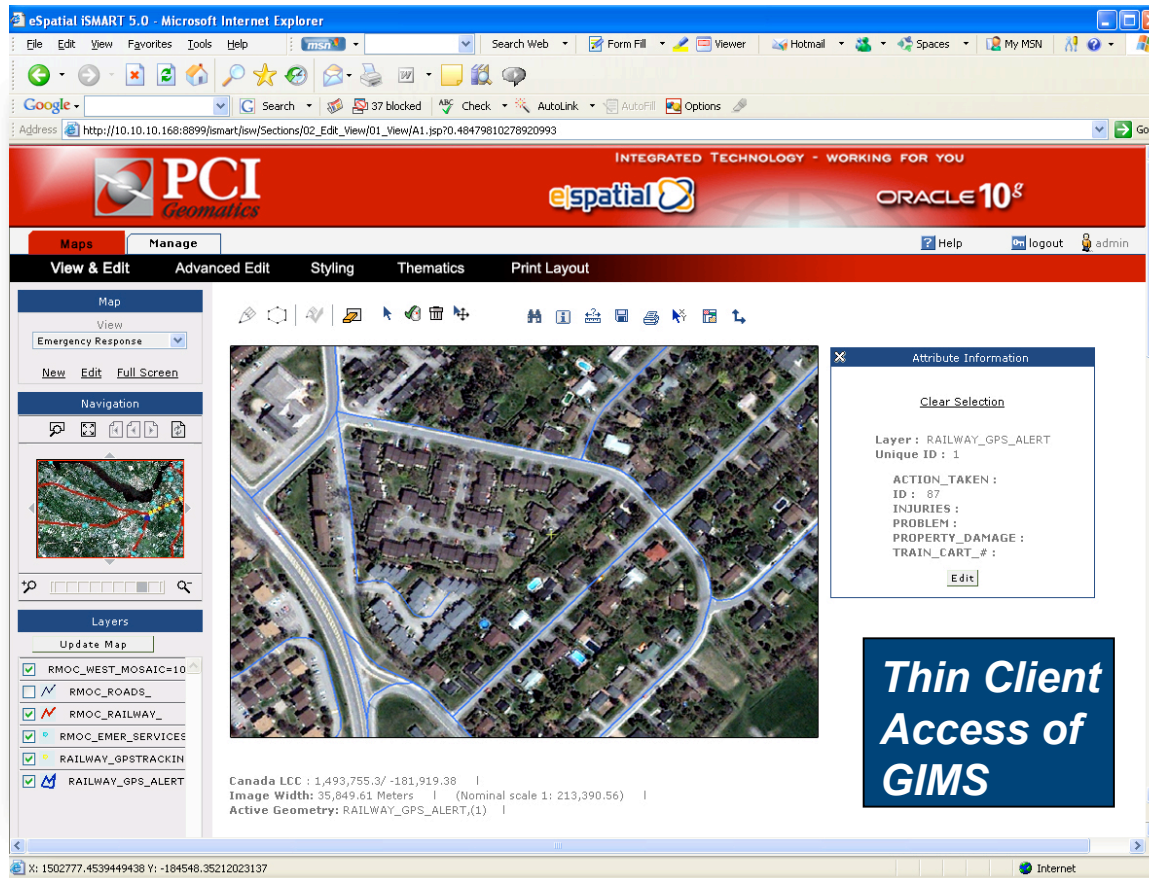 eSpatial iSMART 5.0 - Microsoft Internet Explorer
File Edit View Favorites Tools Help msn Search Web Form Fill Viewer Hotmail Spaces My MSN
Google Search 37 blocked ABC Check AutoLink AutoFill Options
Address http://10.10.10.168:8899/ismart/isw/Sections/02_Edit_View/01_View/A1.jsp?0.48479810278920993 Go
INTEGRATED TECHNOLOGY - WORKING FOR YOU
PCI
Geomatics
e|spatial
ORACLE 10g
Maps Manage Help logout admin
View & Edit Advanced Edit Styling Thematics Print Layout
Map
View
Emergency Response
New Edit Full Screen
Navigation
Layers
Update Map
RMOC_WEST_MOSAIC=10
RMOC_ROADS_
RMOC_RAILWAY_
RMOC_EMER_SERVICES
RAILWAY_GPSTRACKIN
RAILWAY_GPS_ALERT
Attribute Information
Clear Selection
Layer : RAILWAY_GPS_ALERT
Unique ID : 1
ACTION_TAKEN :
ID : 87
INJURIES :
PROBLEM :
PROPERTY_DAMAGE :
TRAIN_CART_# :
Edit
Thin Client
Access of
GIMS
Canada LCC : 1,493,755.3/ -181,919.38 |
Image Width: 35,849.61 Meters | (Nominal scale 1: 213,390.56) |
Active Geometry: RAILWAY_GPS_ALERT,(1) |
X: 1502777.4539449438 Y: -184548.35212023137 Internet